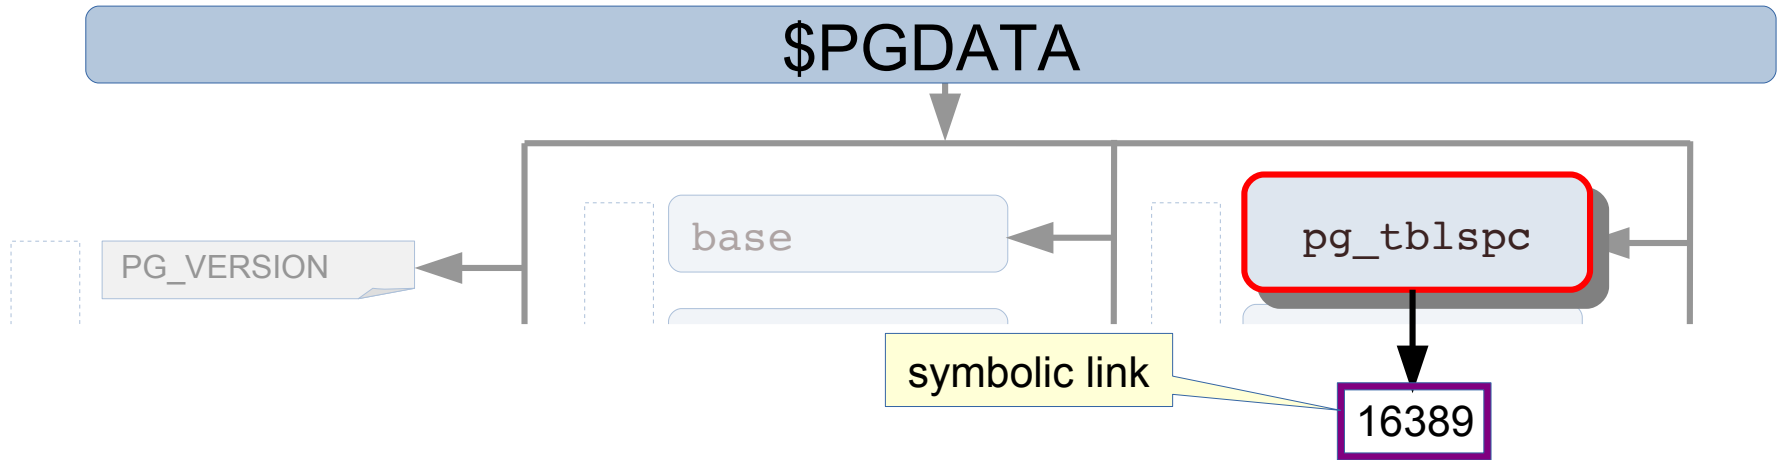 $PGDATA
base
pg_tblspc
PG_VERSION
symbolic link
16389